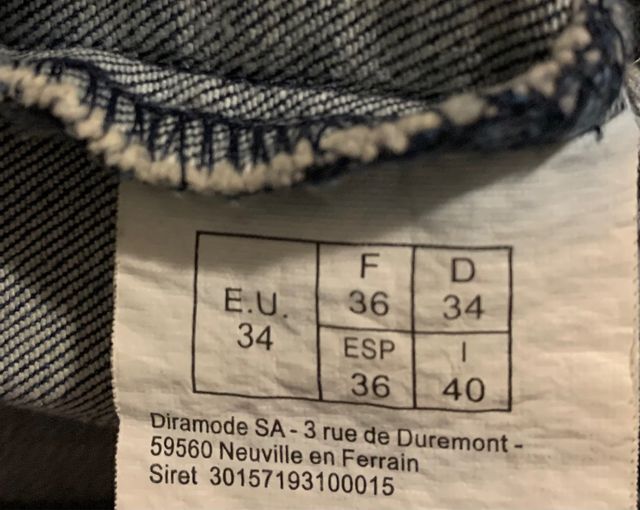 E.U.
34
F
36
D
34
ESP
36
I
40
Diramode SA - 3 rue de Duremont -
59560 Neuville en Ferrain
Siret 30157193100015